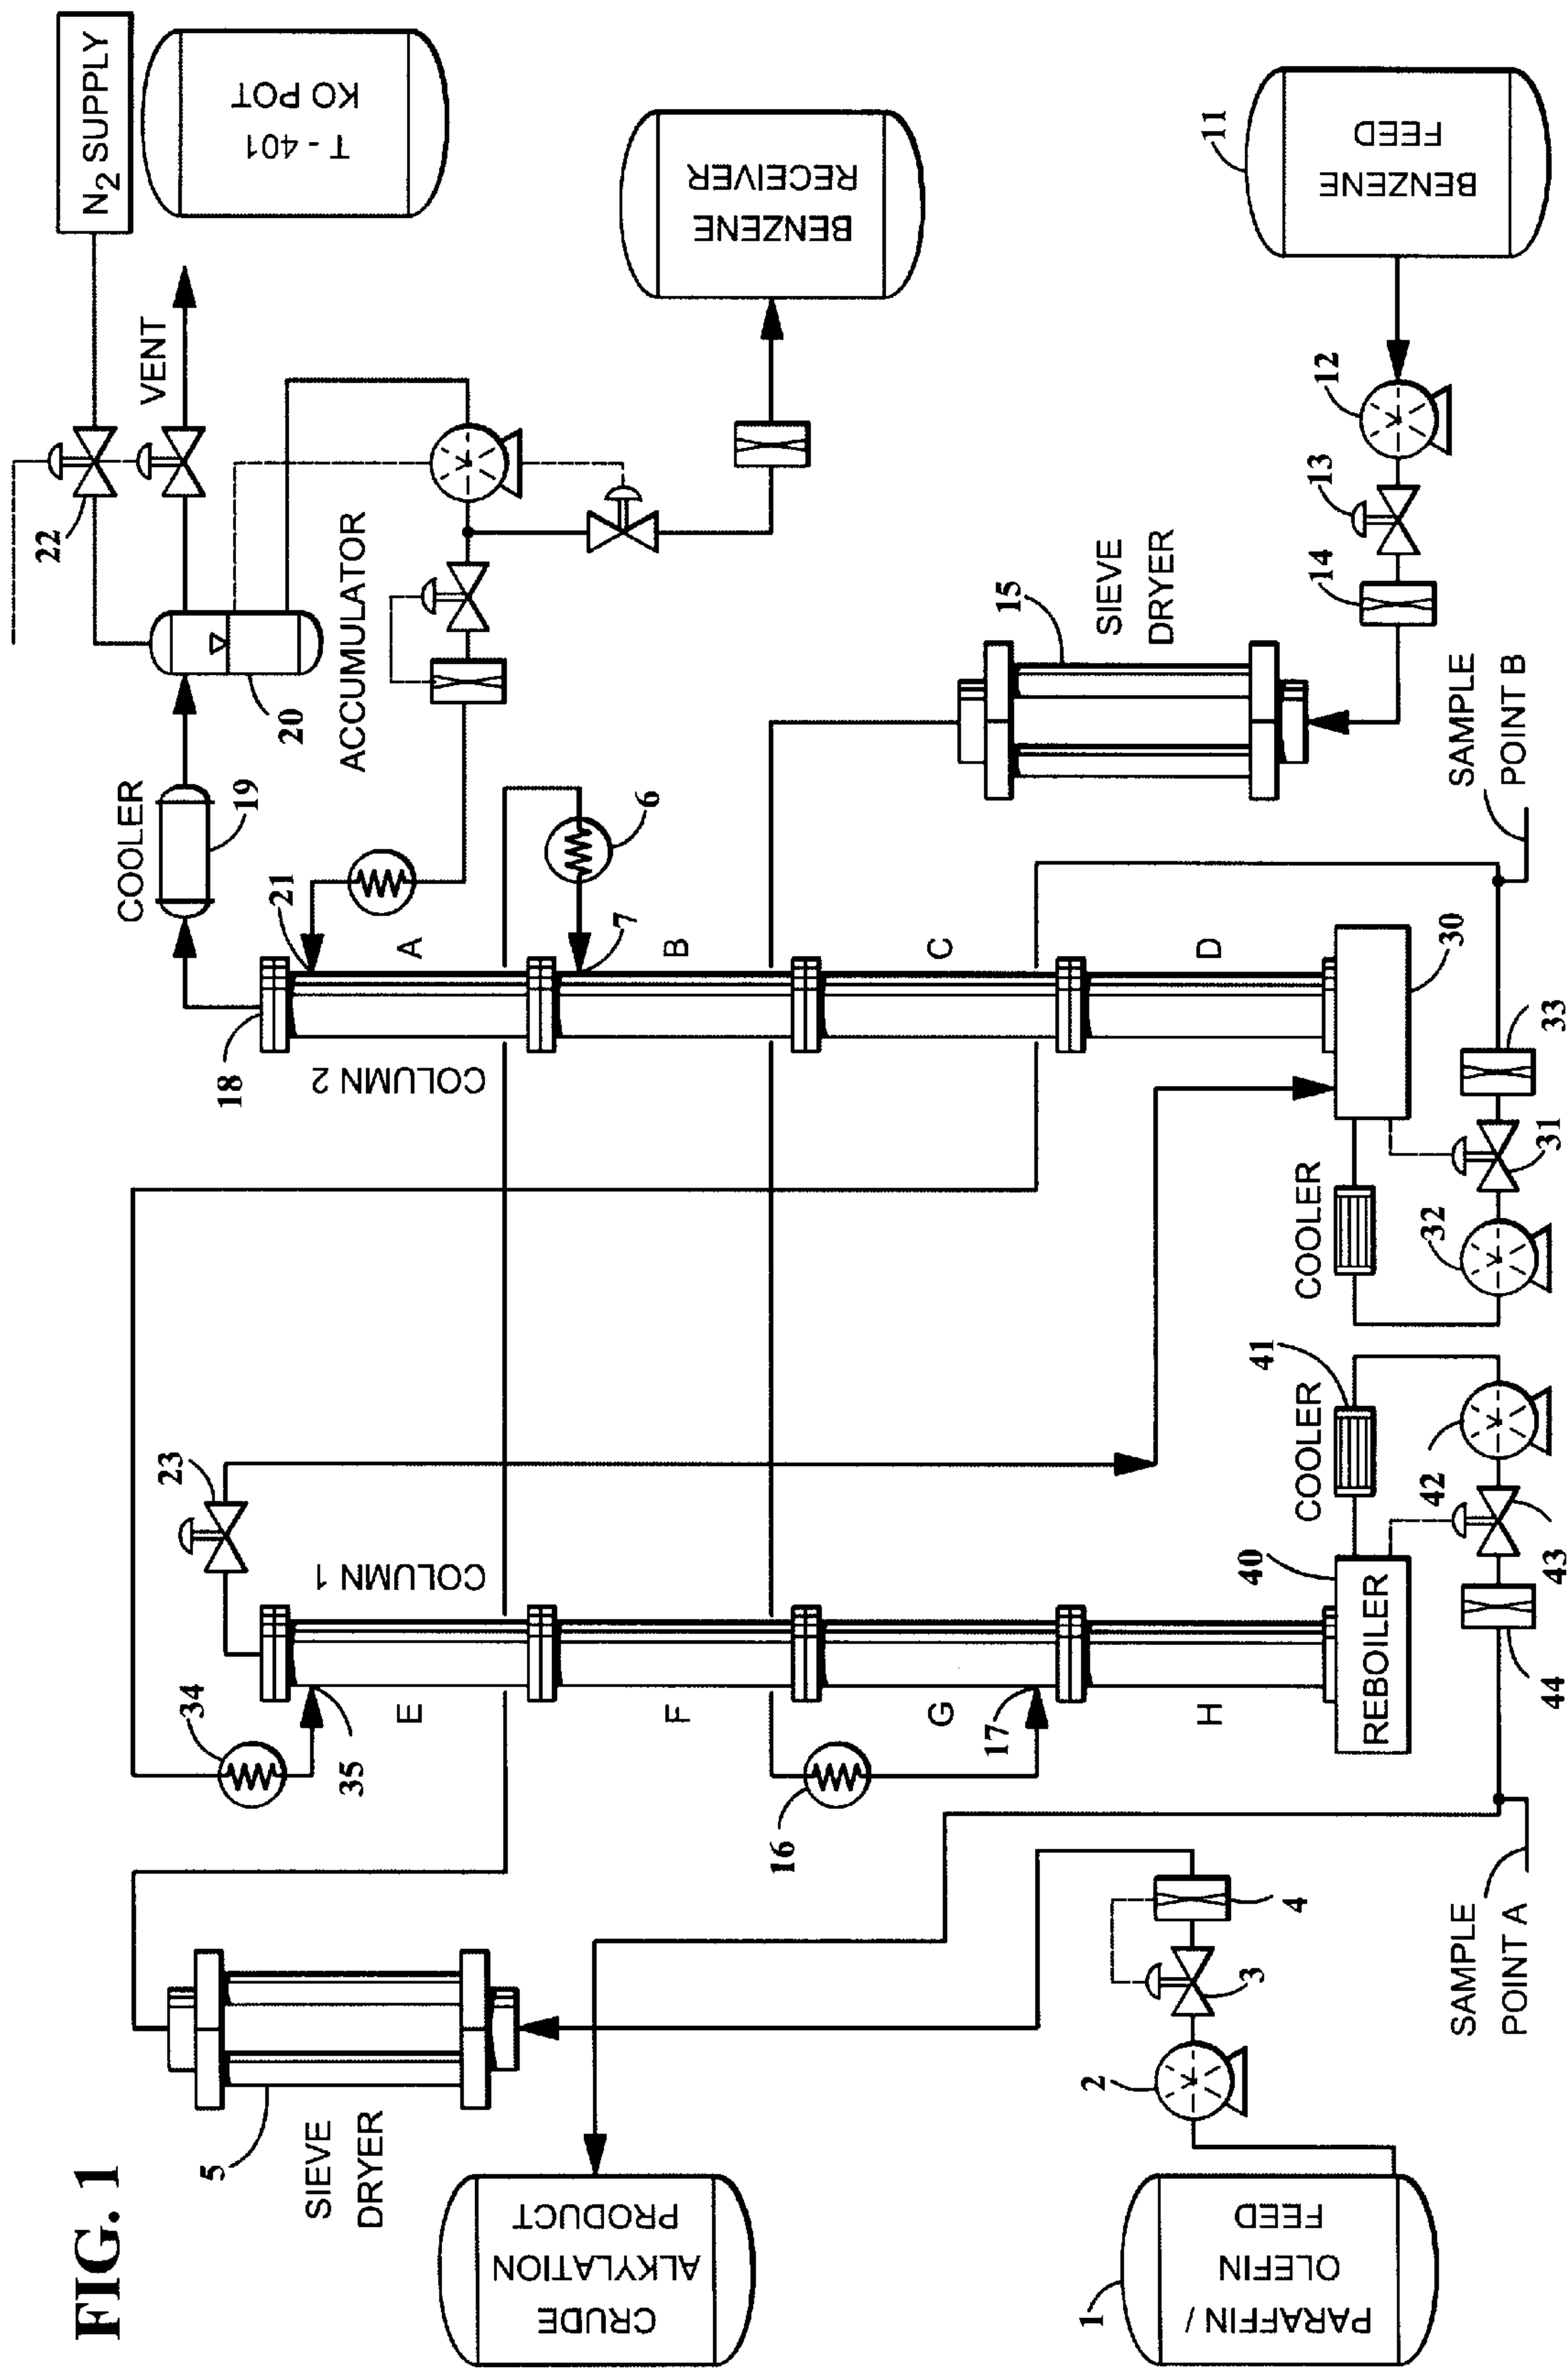 FIG. 1
N2 SUPPLY
T - 401
KO POT
VENT
22
20
COOLER
19
ACCUMULATOR
BENZENE
RECEIVER
11
BENZENE
FEED
12
13
14
15
SIEVE
DRYER
SAMPLE
POINT B
21
6
7
18
COLUMN 2
A
B
C
D
30
33
31
32
COOLER
23
COLUMN 1
34
35
E
F
G
H
17
16
40
REBOILER
COOLER
41
42
43
44
SAMPLE
POINT A
5
SIEVE
DRYER
CRUDE
ALKYLATION
PRODUCT
4
3
2
1
PARAFFIN /
OLEFIN
FEED